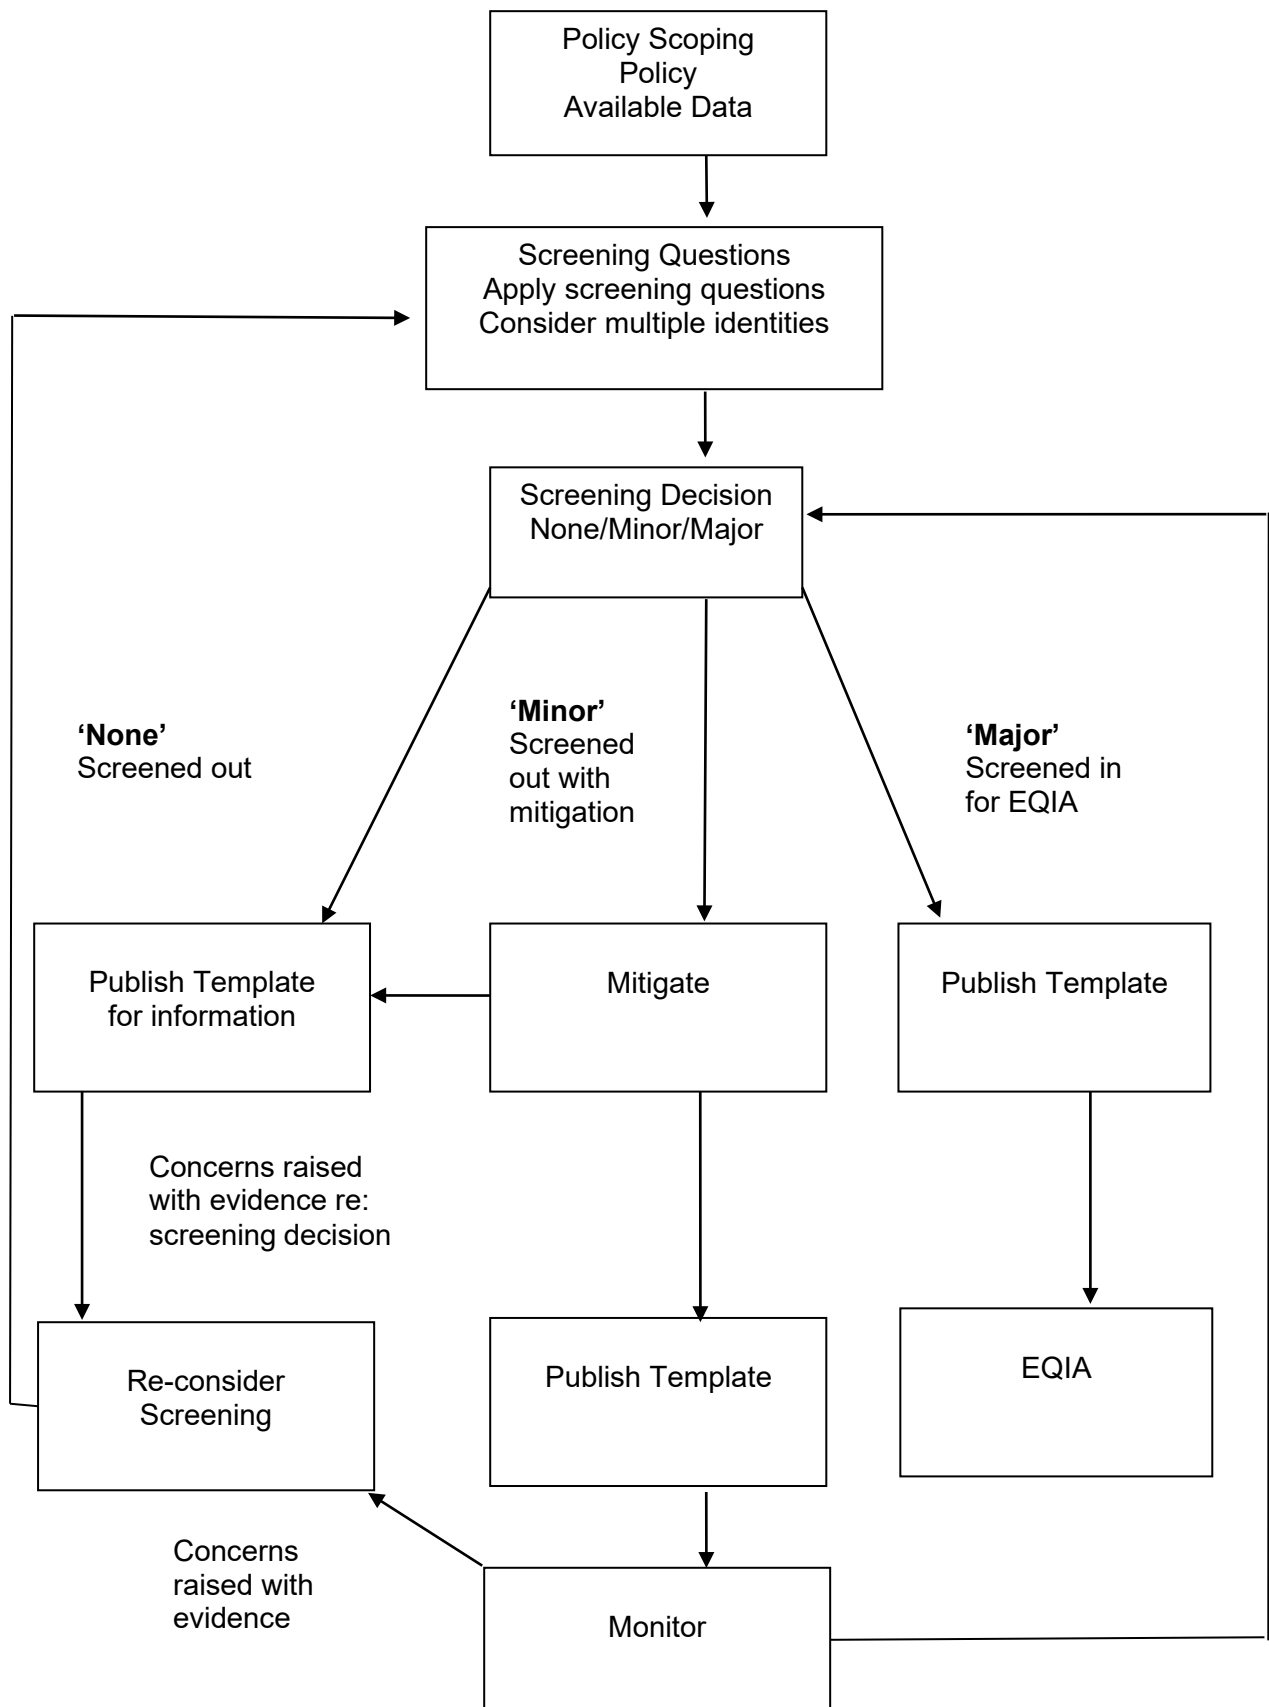 Policy Scoping
Policy
Available Data
Screening Questions
Apply screening questions
Consider multiple identities
Screening Decision
None/Minor/Major
‘None’
Screened out
‘Minor’
Screened
out with
mitigation
‘Major’
Screened in
for EQIA
Publish Template
for information
Mitigate
Publish Template
Concerns raised
with evidence re:
screening decision
Re-consider
Screening
Publish Template
EQIA
Concerns
raised with
evidence
Monitor